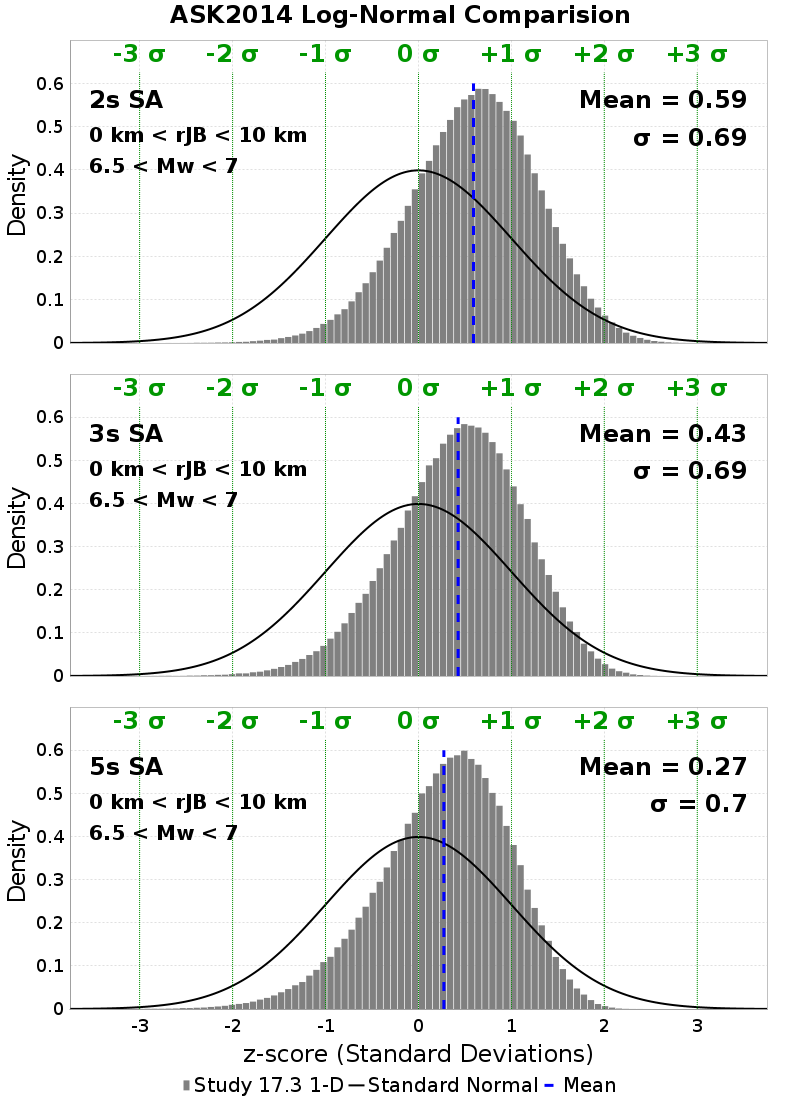 ASK2014 Log-Normal Comparision
-3 σ -2 σ -1 σ 0 σ +1 σ +2 σ +3 σ
0.6
2s SA
Mean = 0.59
0.5
0 km < rJB < 10 km
σ = 0.69
6.5 < Mw < 7
0.4
0.3
0.2
0.1
0
Density
-3 σ -2 σ -1 σ 0 σ +1 σ +2 σ +3 σ
0.6
3s SA
Mean = 0.43
0.5
0 km < rJB < 10 km
σ = 0.69
6.5 < Mw < 7
0.4
0.3
0.2
0.1
0
Density
-3 σ -2 σ -1 σ 0 σ +1 σ +2 σ +3 σ
0.6
5s SA
Mean = 0.27
0.5
0 km < rJB < 10 km
σ = 0.7
6.5 < Mw < 7
0.4
0.3
0.2
0.1
0
Density
-3 -2 -1 0 1 2 3
z-score (Standard Deviations)
Study 17.3 1-D Standard Normal Mean